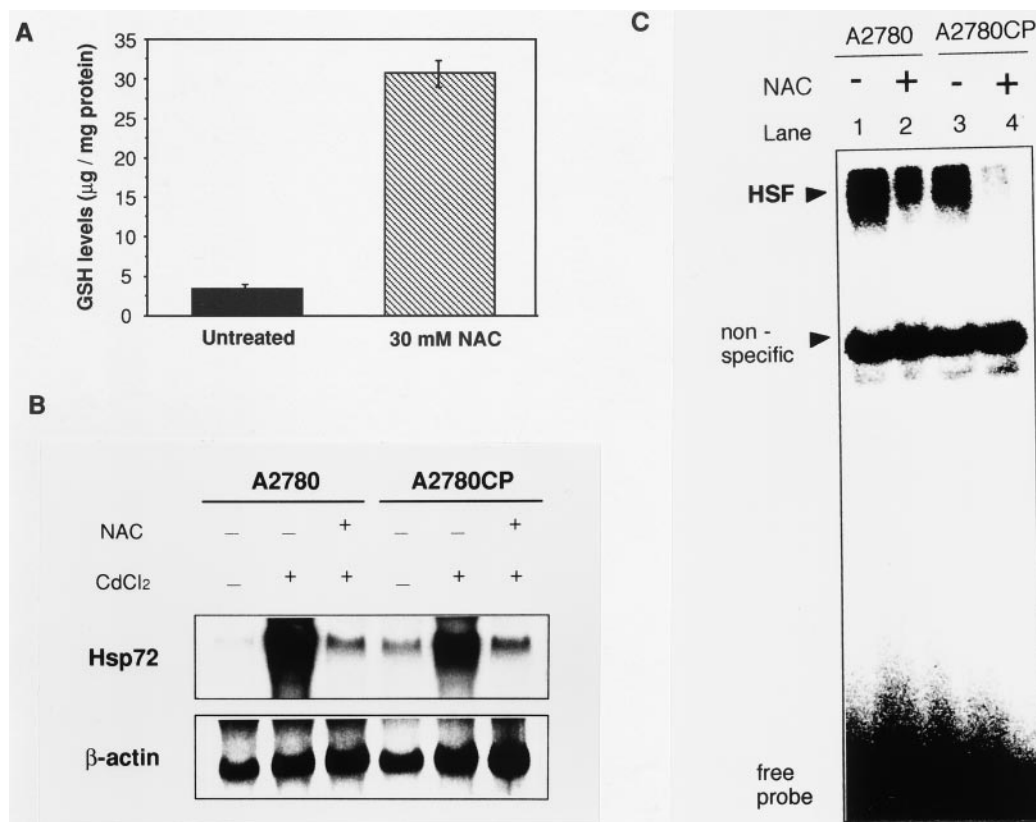 A
GSH levels (µg / mg protein)
35
30
25
20
15
10
5
0
Untreated 30 mM NAC
B
A2780 A2780CP
NAC – – + – – +
CdCl₂ – + + – + +
Hsp72
β-actin
C
A2780 A2780CP
NAC - + - +
Lane 1 2 3 4
HSF
non -
specific
free
probe